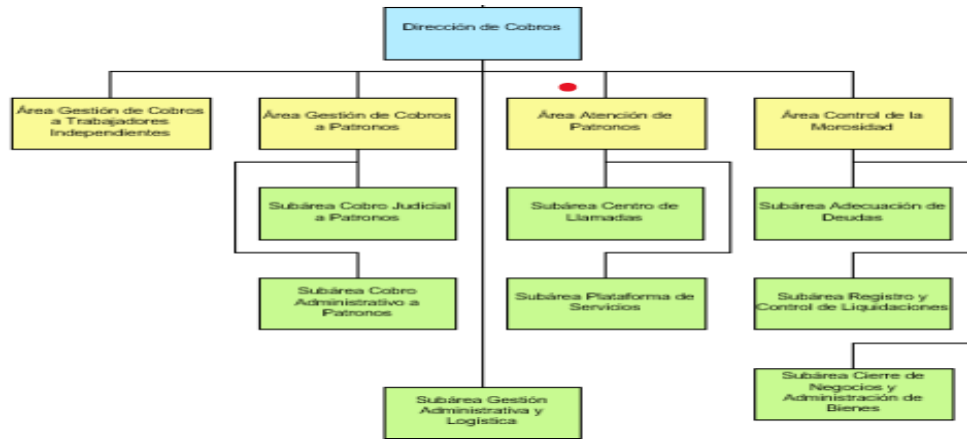 Dirección de Cobros
Área Gestión de Cobros
a Trabajadores
Independientes
Área Gestión de Cobros
a Patronos
Área Atención de
Patronos
Área Control de la
Morosidad
Subárea Cobro Judicial
a Patronos
Subárea Centro de
Llamadas
Subárea Adecuación de
Deudas
Subárea Cobro
Administrativo a
Patronos
Subárea Plataforma de
Servicios
Subárea Registro y
Control de Liquidaciones
Subárea Gestión
Administrativa y
Logística
Subárea Cierre de
Negocios y
Administración de
Bienes